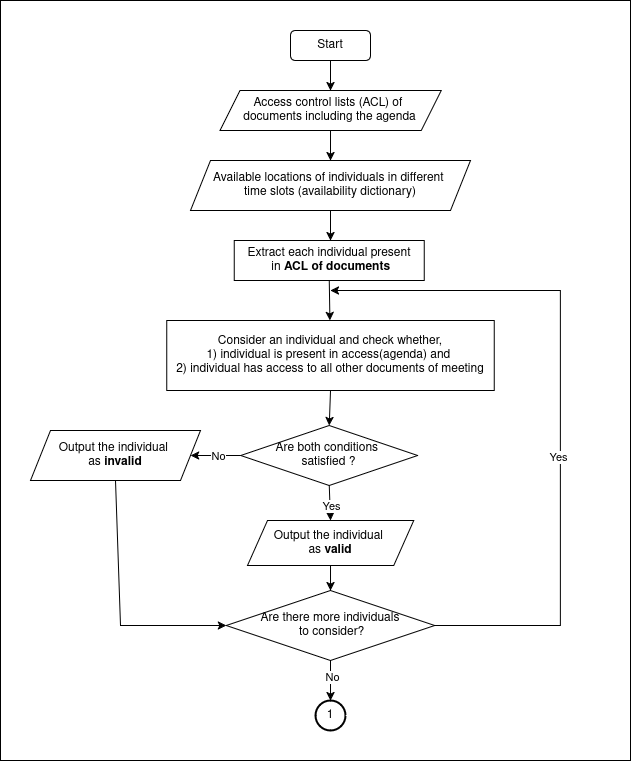 Start
Access control lists (ACL) of
documents including the agenda
Available locations of individuals in different
time slots (availability dictionary)
Extract each individual present
in ACL of documents
Consider an individual and check whether,
1) individual is present in access(agenda) and
2) individual has access to all other documents of meeting
Are both conditions
satisfied ?
No
Output the individual
as invalid
Yes
Yes
Output the individual
as valid
Are there more individuals
to consider?
No
1